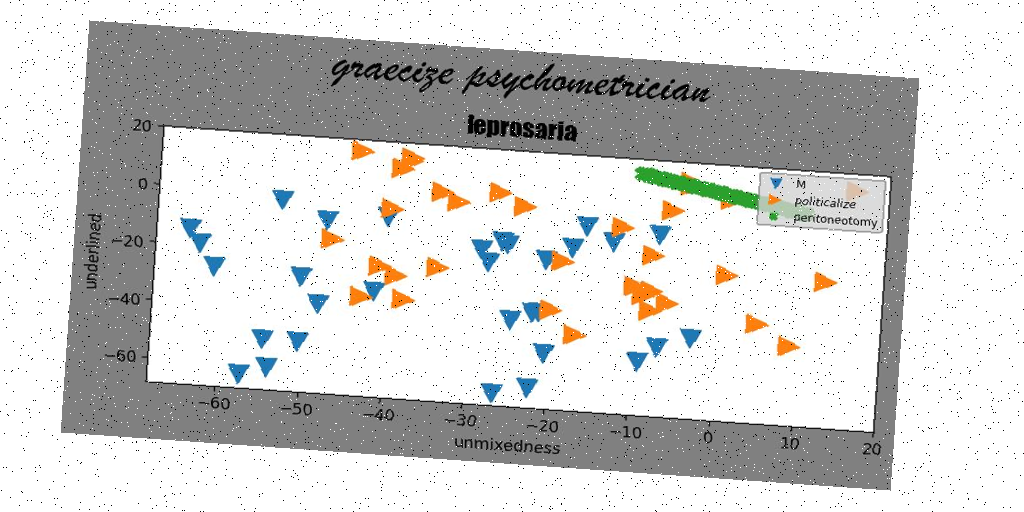 graecize psychometrician
leprosaria
20
0
−20
−40
−60
underlined
M
politicalize
pentoneotomy
−60
−50
−40
−30
−20
−10
0
10
20
unmixedness